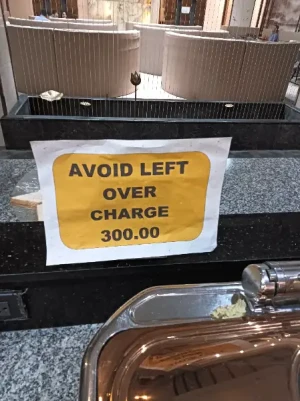 AVOID LEFT
OVER
CHARGE
300.00